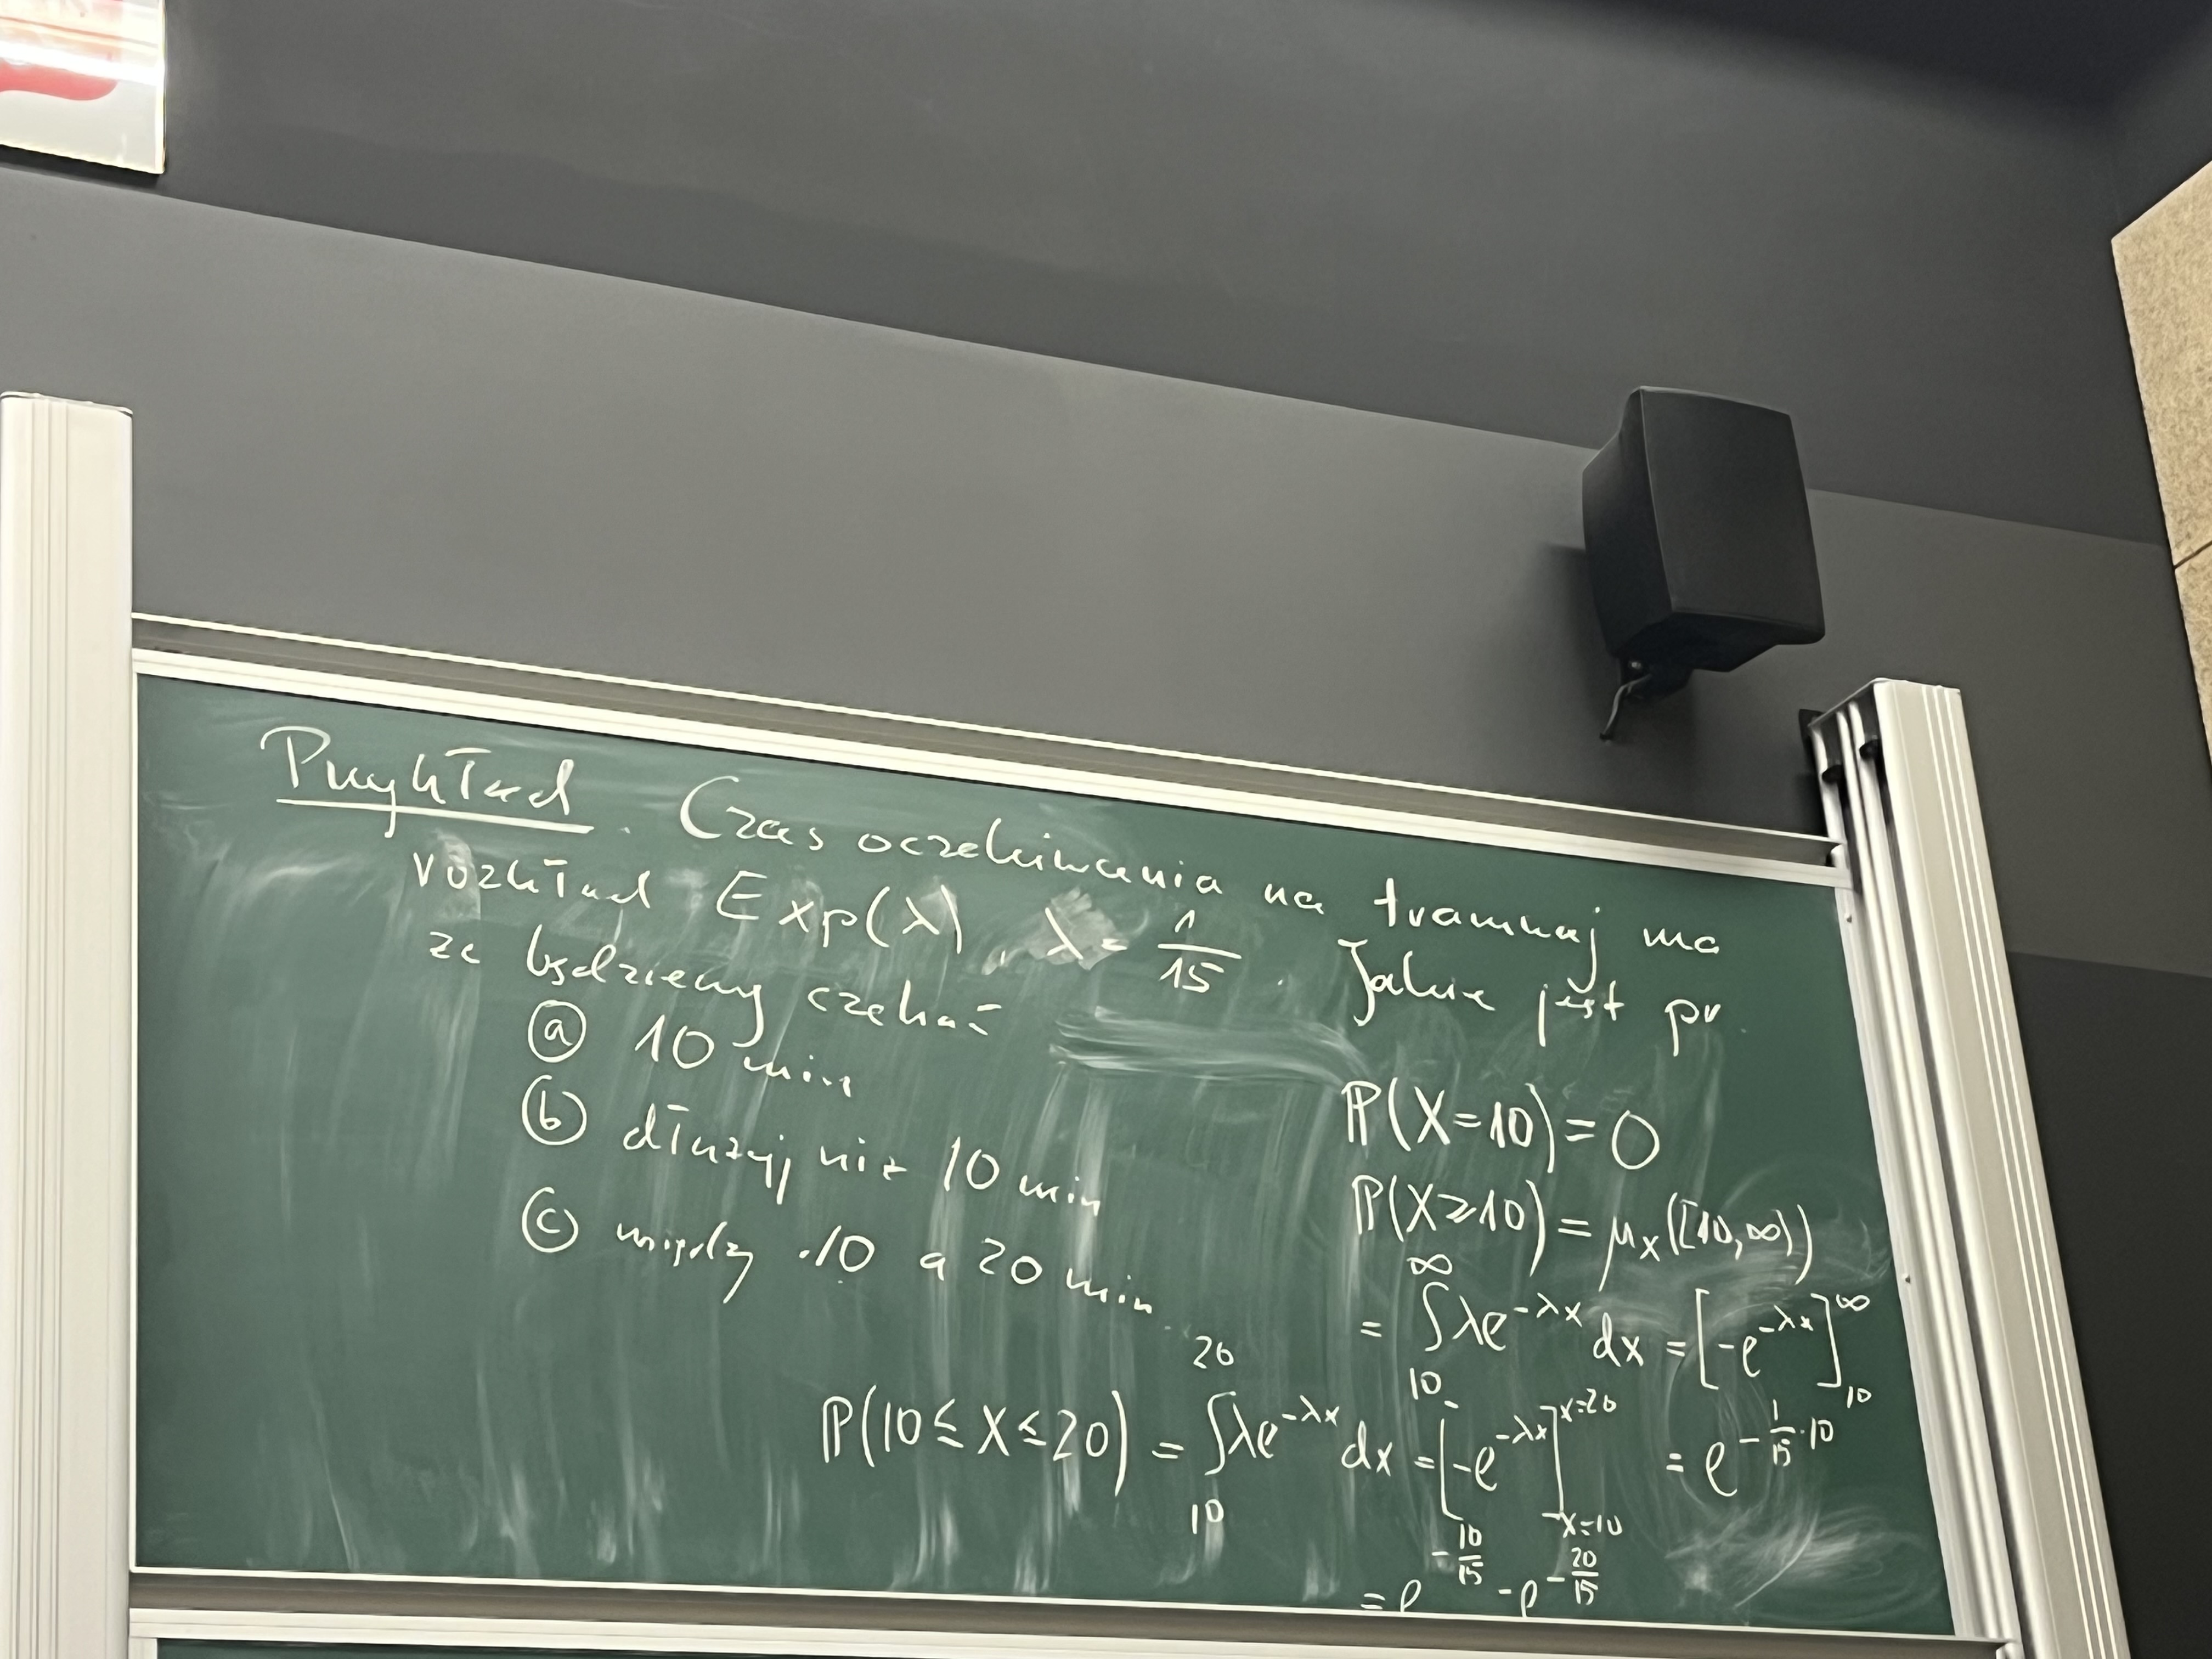 Przykład. Czas oczekiwania na tramwaj ma
rozkład Exp(λ), λ = 1/15. Jakie jest pr.
że będziemy czekać
ⓐ 10 min
ⓑ dłużej niż 10 min
ⓒ między 10 a 20 min.
ℙ(X=10) = 0
ℙ(X≥10) = μ_X([10,∞))
= ∫_{10}^{∞} λe^{-λx} dx = [-e^{-λx}]_{10}^{∞}
= e^{-1/15·10}
ℙ(10≤X≤20) = ∫_{10}^{20} λe^{-λx} dx = [-e^{-λx}]_{x=10}^{x=20}
= e^{-10/15} - e^{-20/15}